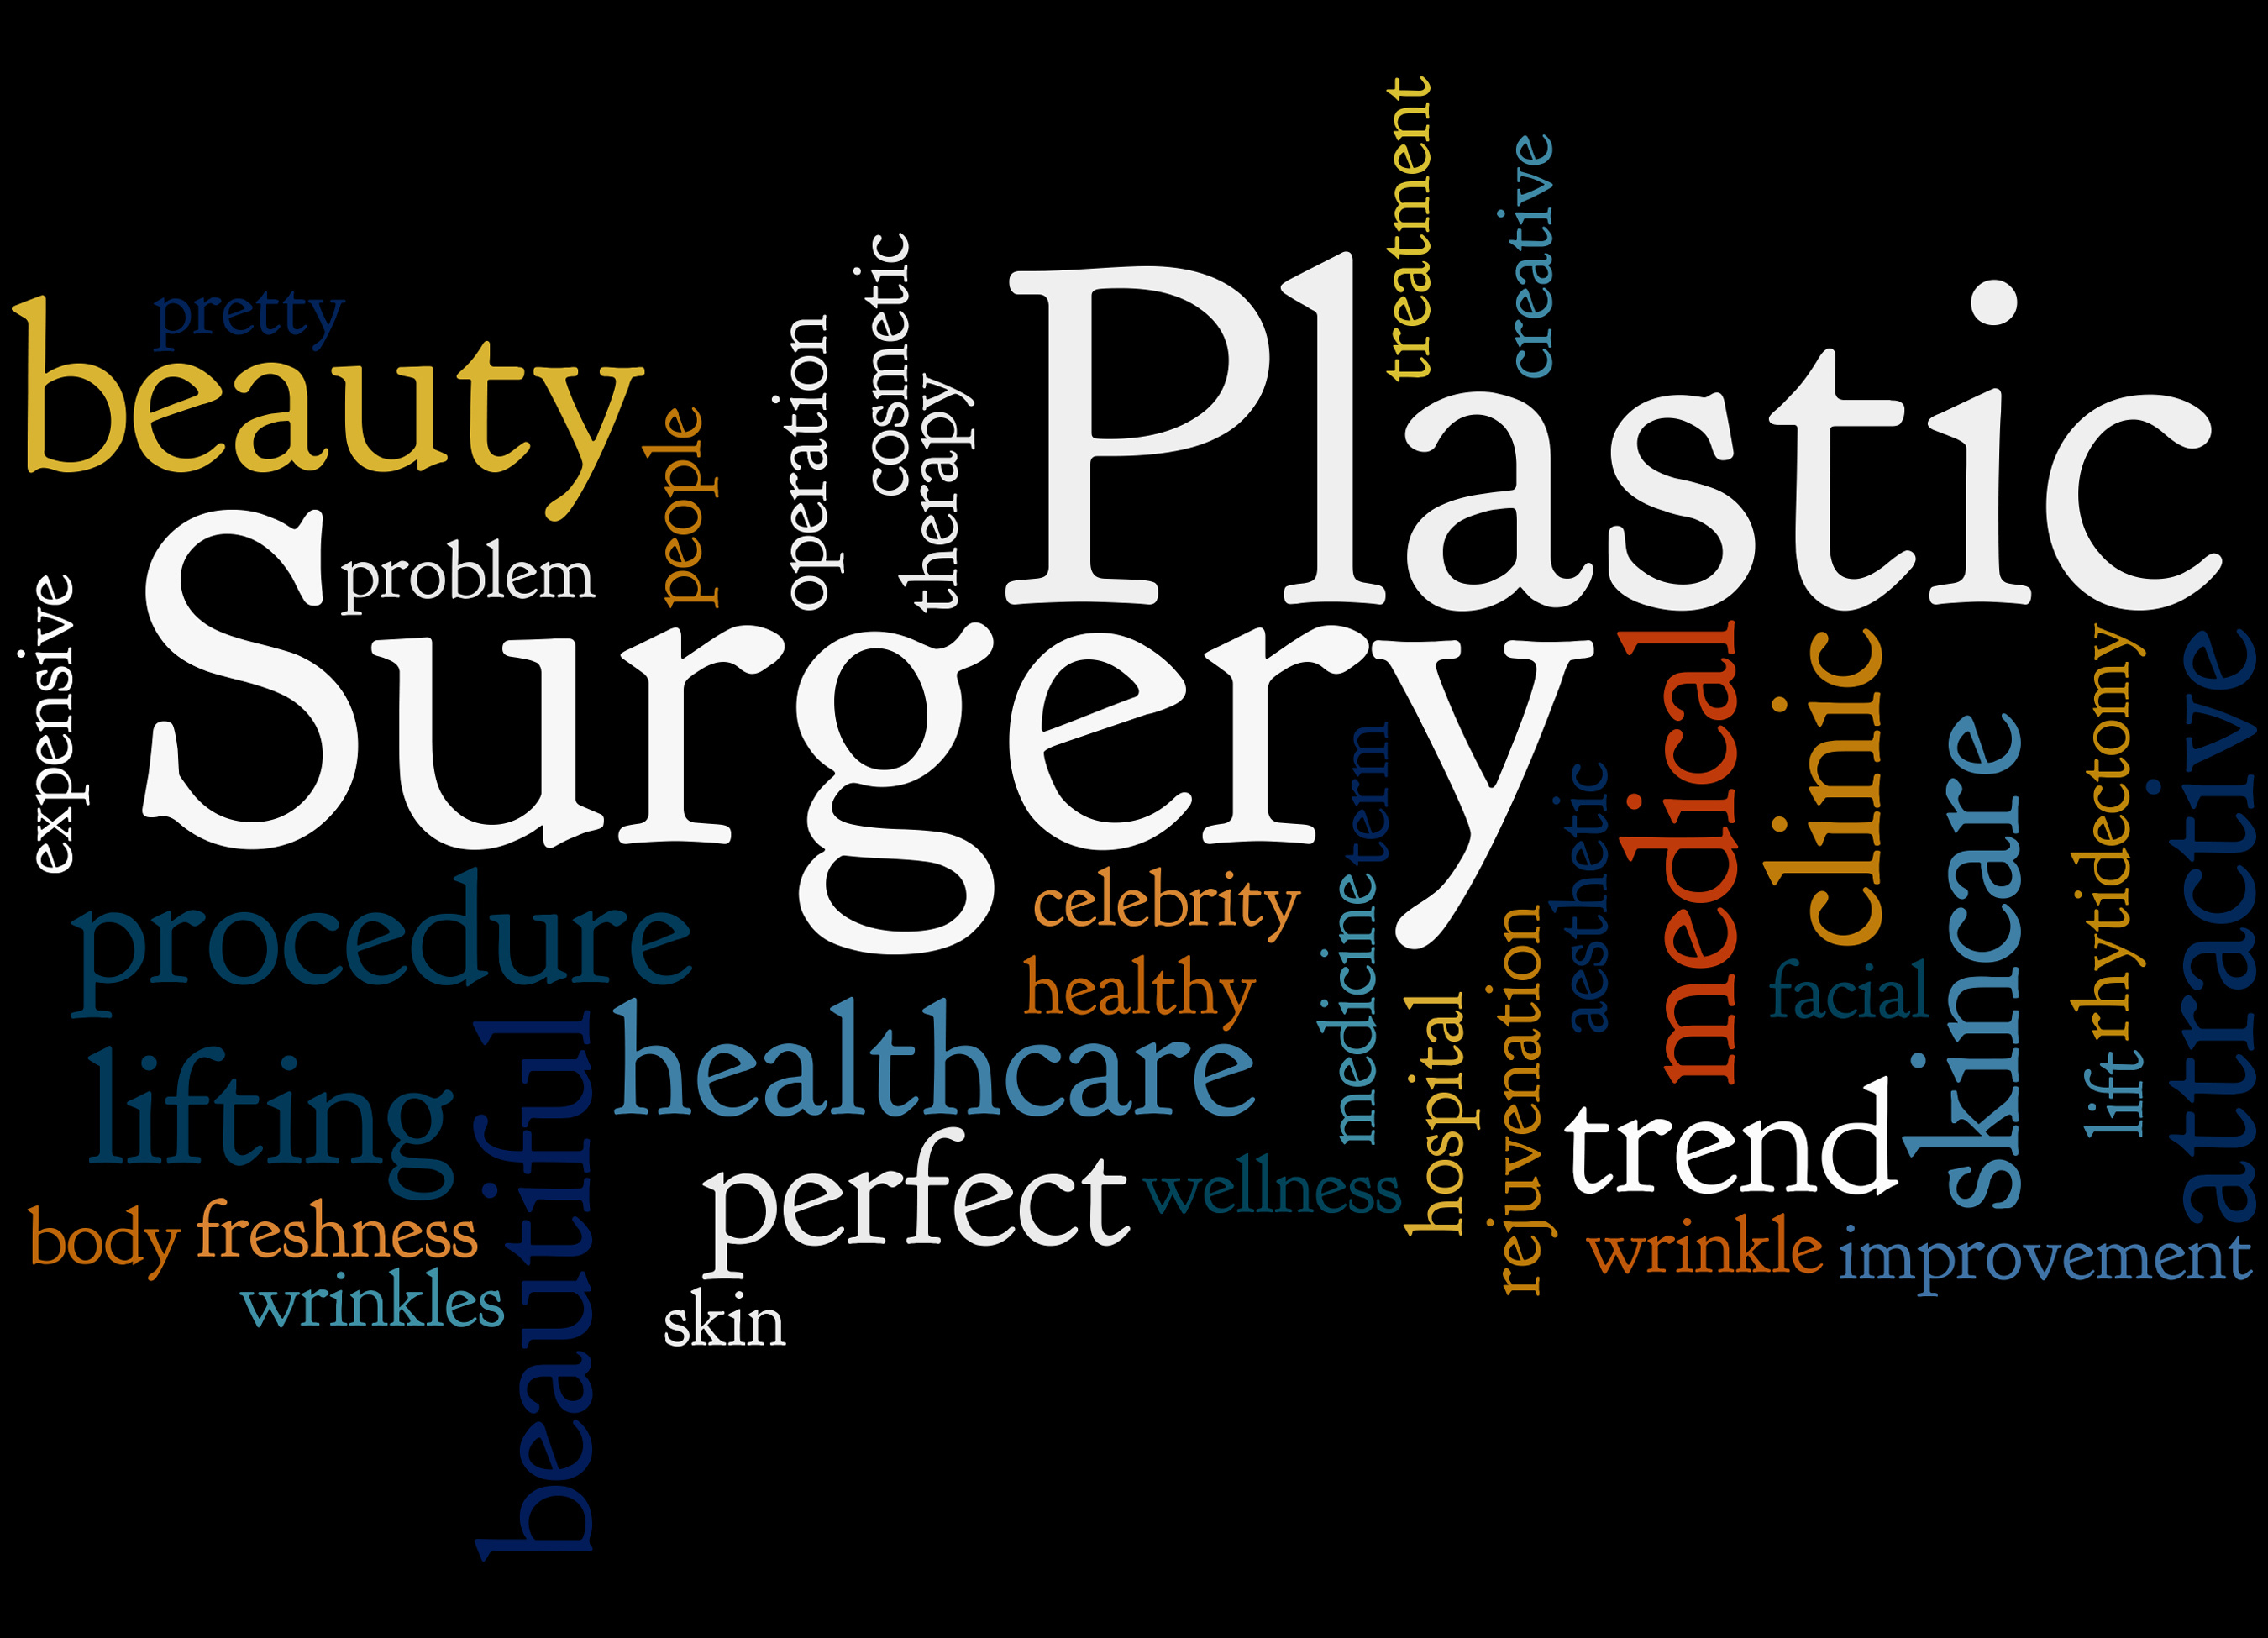 treatment
creative
cosmetic
Plastic
pretty
beauty
operation
therapy
people
problem
expensive
Surgery
medical
clinic
rhytidectomy
attractive
skincare
term
aesthetic
procedure
celebrity
medicine
rejuvenation
healthy
facial
hospital
healthcare
beautiful
lifting
lift
trend
perfect
wellness
body
freshness
wrinkle
improvement
wrinkles
skin